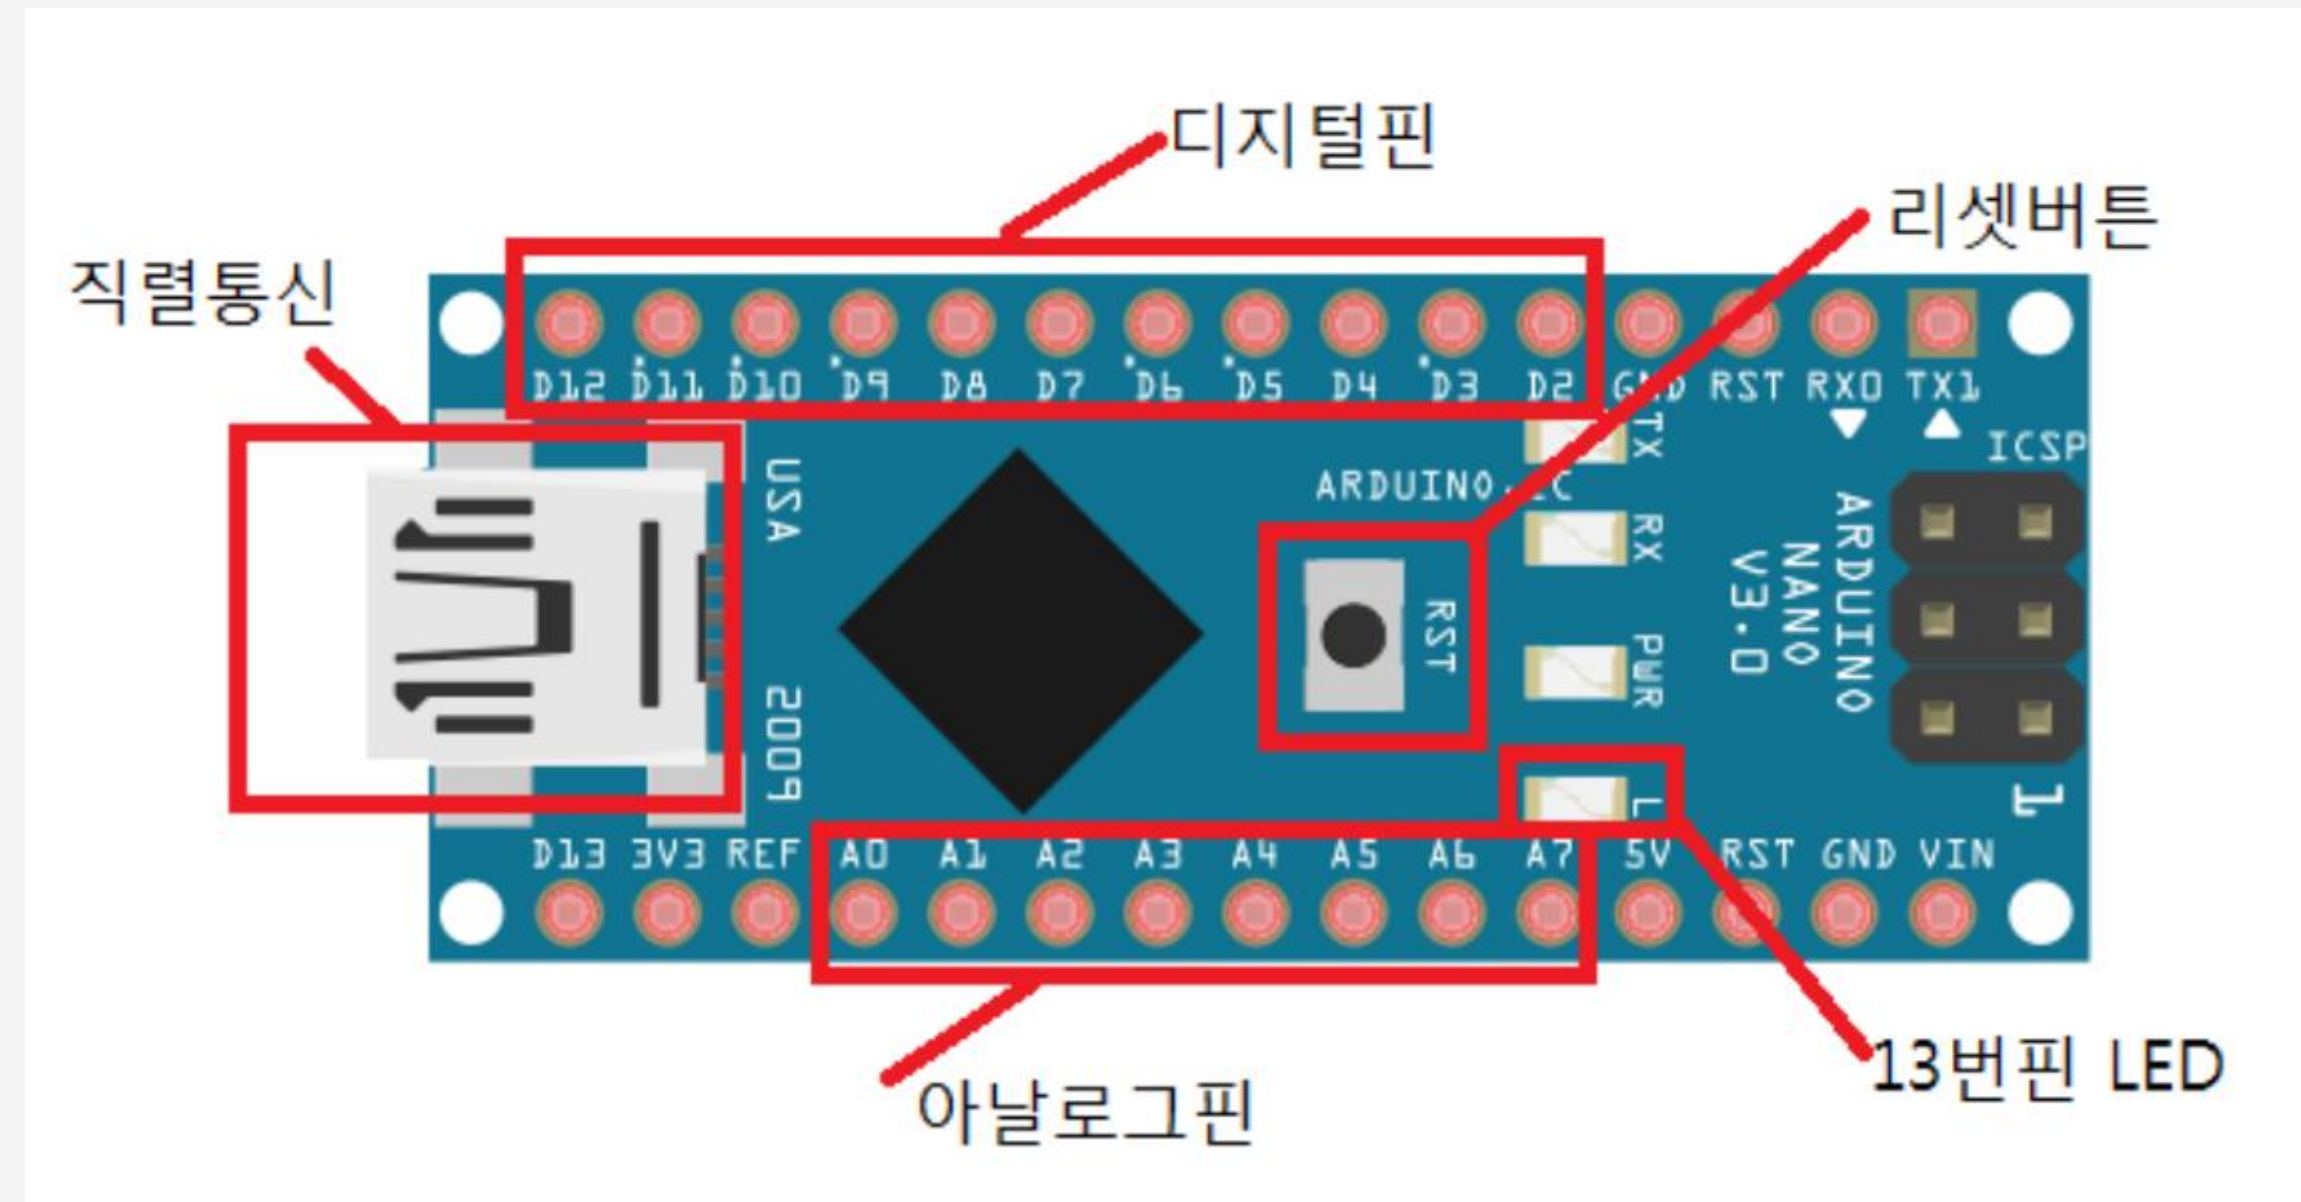 디지털핀
리셋버튼
직렬통신
D12 D11 D10 D9 D8 D7 D6 D5 D4 D3 D2 GND RST RX0 TX1
TX
ICSP
USA
ARDUINO.CC
RX
ARDUINO
NANO
V3.0
RST
PWR
2009
L
1
D13 3V3 REF A0 A1 A2 A3 A4 A5 A6 A7 5V RST GND VIN
13번핀 LED
아날로그핀